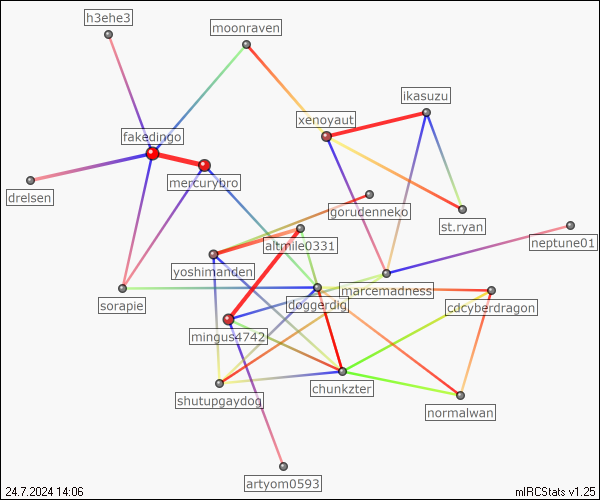 h3ehe3
moonraven
ikasuzu
xenoyaut
fakedingo
mercurybro
drelsen
gorudenneko
st.ryan
altmile0331
neptune01
yoshimanden
marcemadness
sorapie
doggerdig
cdcyberdragon
mingus4742
chunkzter
shutupgaydog
normalwan
artyom0593
24.7.2024 14:06
mIRCStats v1.25